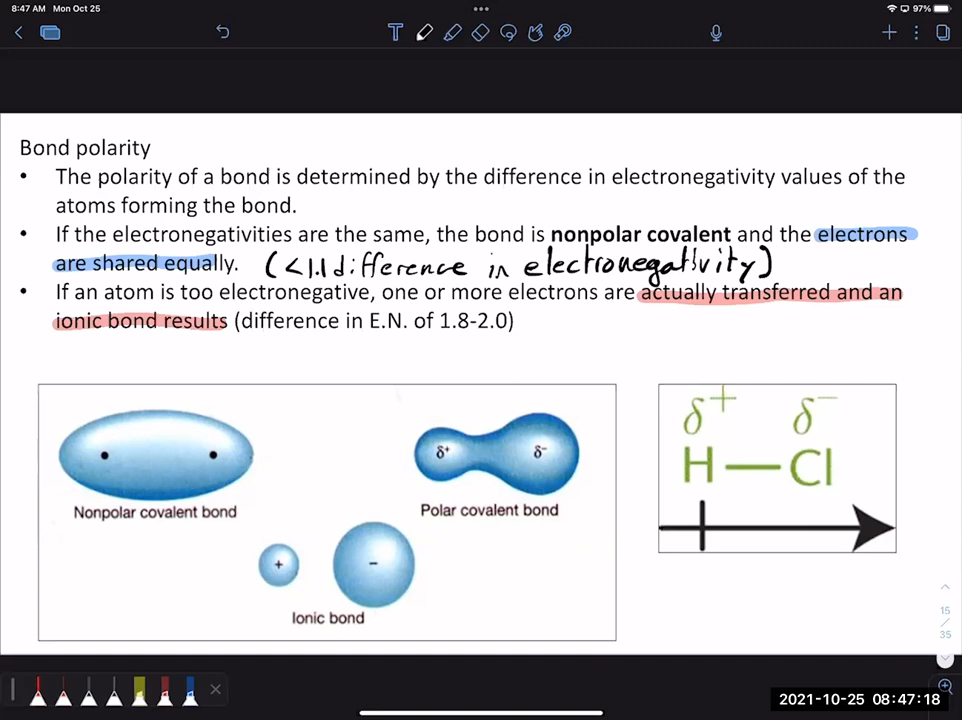 8:47 AM Mon Oct 25
97%
T
Bond polarity
• The polarity of a bond is determined by the difference in electronegativity values of the
atoms forming the bond.
• If the electronegativities are the same, the bond is nonpolar covalent and the electrons
are shared equally. (<1.1 difference in electronegativity)
• If an atom is too electronegative, one or more electrons are actually transferred and an
ionic bond results (difference in E.N. of 1.8-2.0)
δ+ δ-
Nonpolar covalent bond
Polar covalent bond
+ -
Ionic bond
δ+ δ-
H—Cl
15
/
35
2021-10-25 08:47:18